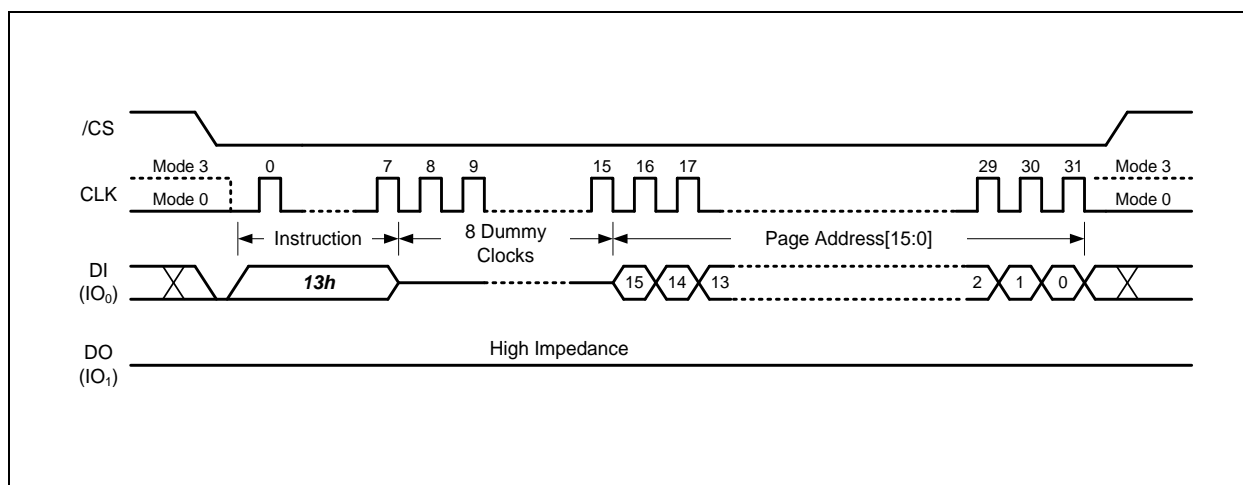 /CS
Mode 3 0 7 8 9 15 16 17 29 30 31 Mode 3
CLK
Mode 0 Mode 0
Instruction 8 Dummy Clocks Page Address[15:0]
DI (IO₀) 13h 15 14 13 2 1 0
DO (IO₁) High Impedance